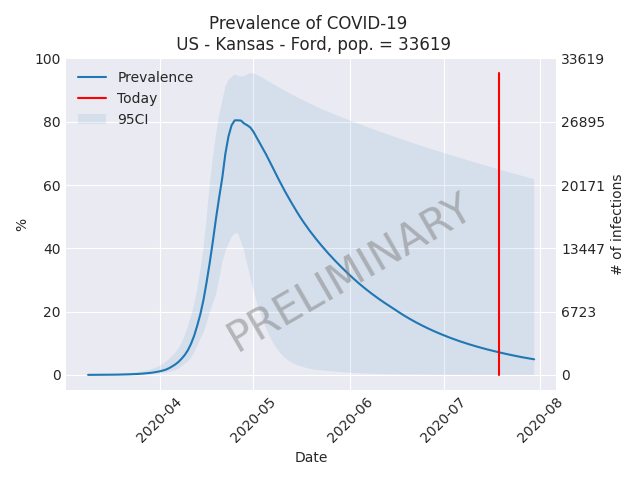 Prevalence of COVID-19
US - Kansas - Ford, pop. = 33619
100
80
60
40
20
0
%
33619
26895
20171
13447
6723
0
# of infections
Prevalence
Today
95CI
PRELIMINARY
2020-04
2020-05
2020-06
2020-07
2020-08
Date